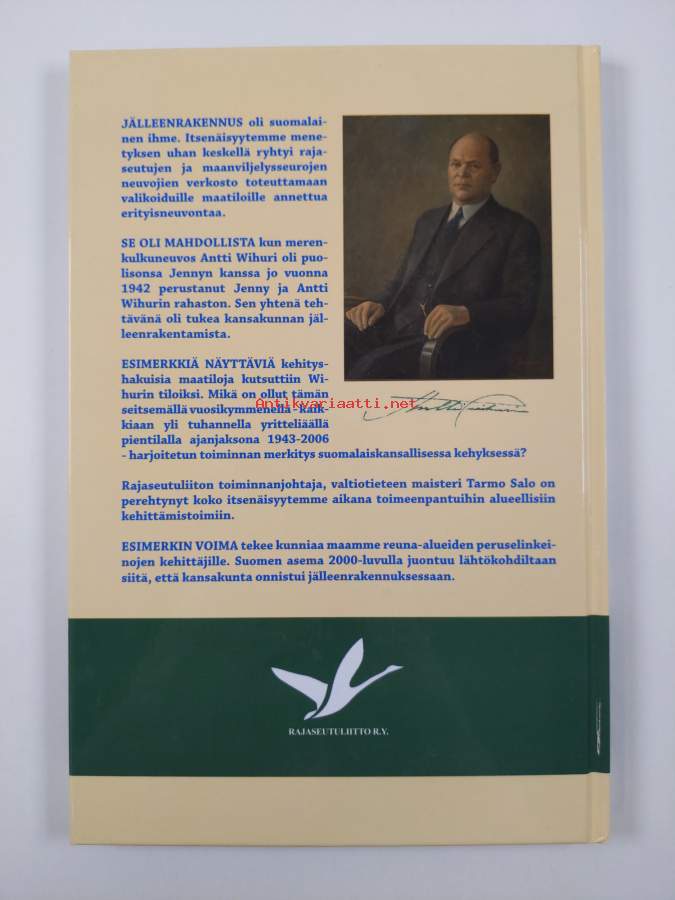 JÄLLEENRAKENNUS oli suomalai-
nen ihme. Itsenäisyytemme mene-
tyksen uhan keskellä ryhtyi raja-
seutujen ja maanviljelysseurojen
neuvojien verkosto toteuttamaan
valikoiduille maatiloille annettua
erityisneuvontaa.
SE OLI MAHDOLLISTA kun meren-
kulkuneuvos Antti Wihuri oli puo-
lisonsa Jennyn kanssa jo vuonna
1942 perustanut Jenny ja Antti
Wihurin rahaston. Sen yhtenä teh-
tävänä oli tukea kansakunnan jäl-
leenrakentamista.
ESIMERKKIÄ NÄYTTÄVIÄ kehitys-
hakuisia maatiloja kutsuttiin Wi-
hurin tiloiksi. Mikä on ollut tämän
seitsemällä vuosikymmenellä - kaik-
kiaan yli tuhannella yritteliäällä
pientilalla ajanjaksona 1943-2006
- harjoitetun toiminnan merkitys suomalaiskansallisessa kehyksessä?
Antikvariaatti.net
Antti Wihuri
Rajaseutuliiton toiminnanjohtaja, valtiotieteen maisteri Tarmo Salo on
perehtynyt koko itsenäisyytemme aikana toimeenpantuihin alueellisiin
kehittämistoimiin.
ESIMERKIN VOIMA tekee kunniaa maamme reuna-alueiden peruselinkei-
nojen kehittäjille. Suomen asema 2000-luvulla juontuu lähtökohdiltaan
siitä, että kansakunta onnistui jälleenrakennuksessaan.
RAJASEUTULIITTO R.Y.